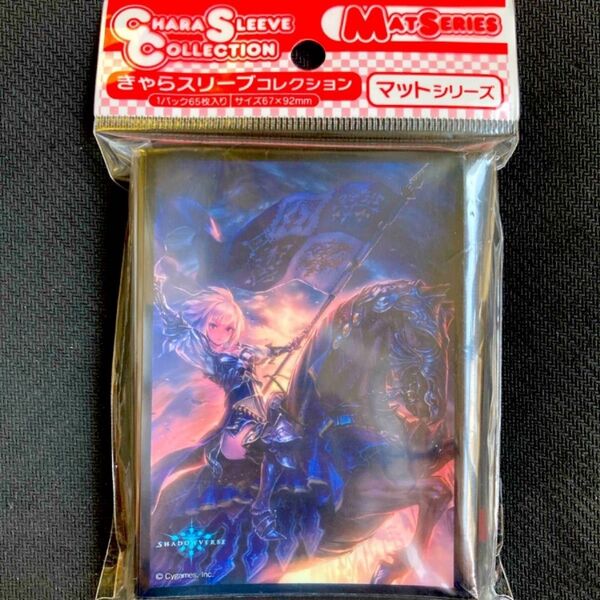 CHARA SLEEVE
COLLECTION
MAT SERIES
きゃらスリーブコレクション
マットシリーズ
1パック65枚入り サイズ67×92mm
SHADOWVERSE
© Cygames, Inc.